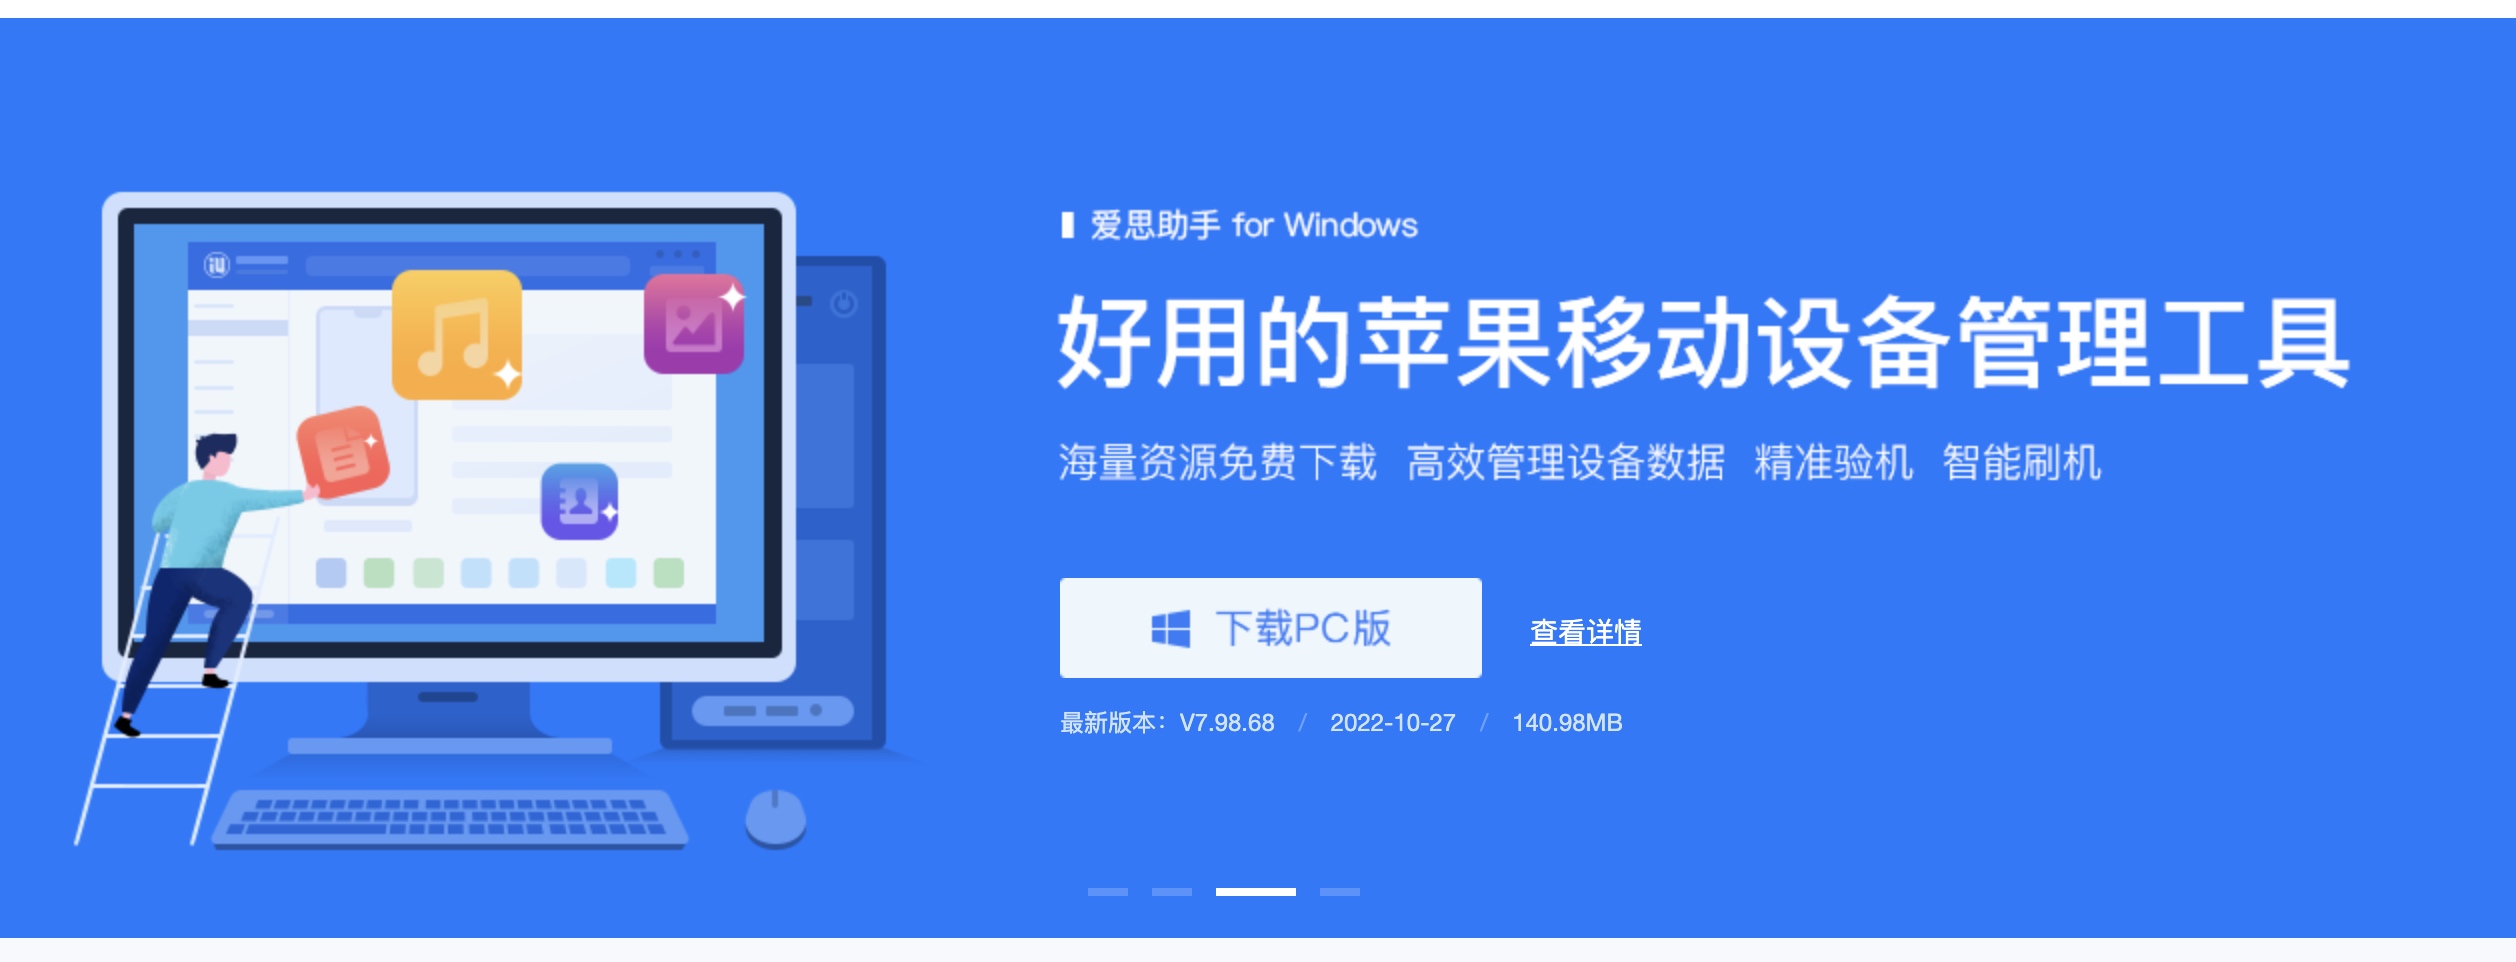 爱思助手 for Windows
好用的苹果移动设备管理工具
海量资源免费下载 高效管理设备数据 精准验机 智能刷机
下载PC版 查看详情
最新版本：V7.98.68 / 2022-10-27 / 140.98MB